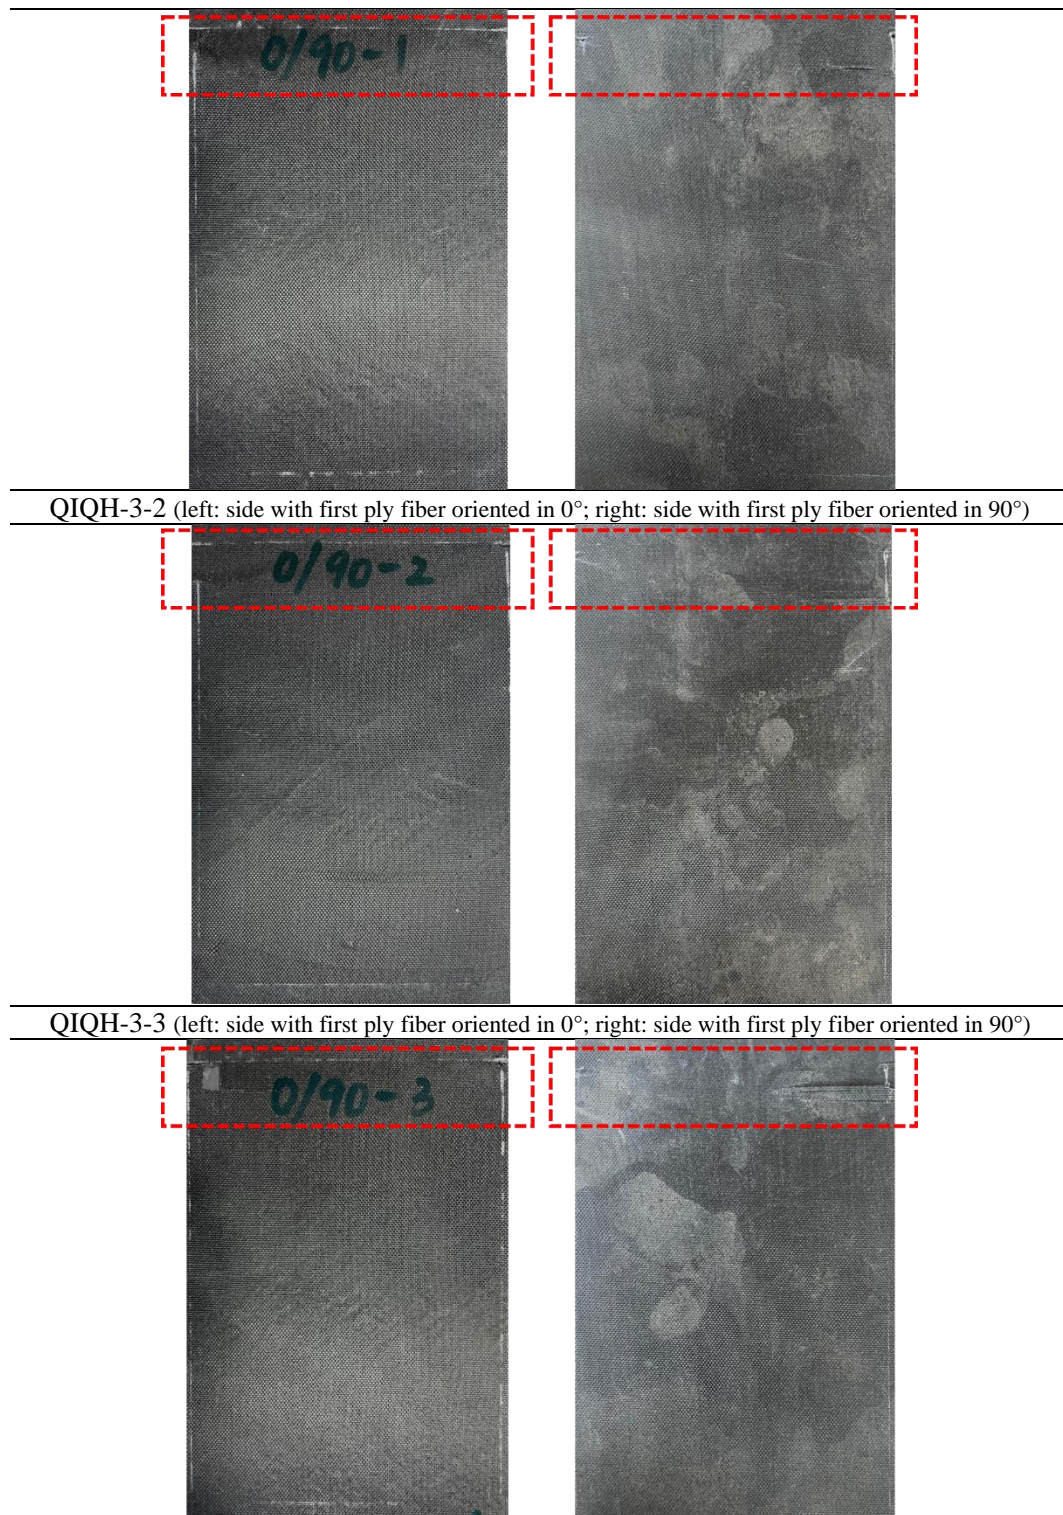 0/90-1
QIQH-3-2 (left: side with first ply fiber oriented in 0°; right: side with first ply fiber oriented in 90°)
0/90-2
QIQH-3-3 (left: side with first ply fiber oriented in 0°; right: side with first ply fiber oriented in 90°)
0/90-3